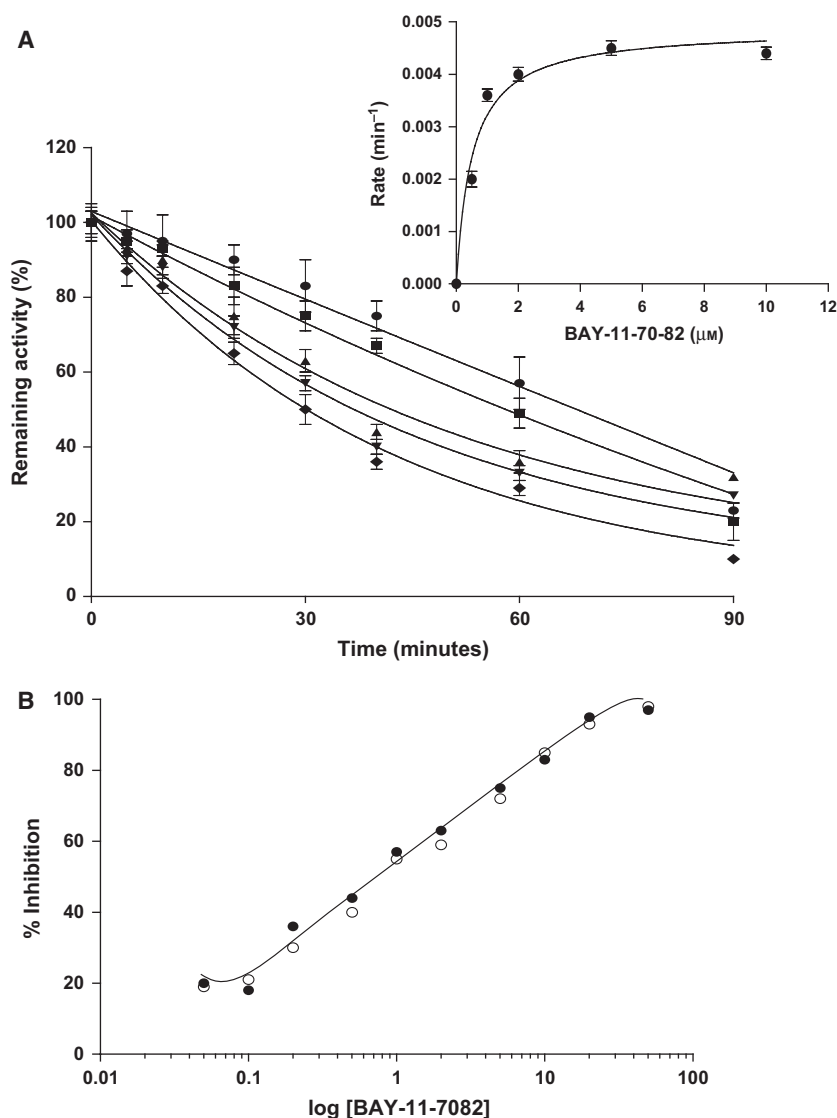 A
0.005
0.004
0.003
0.002
0.001
0.000
Rate (min⁻¹)
0 2 4 6 8 10 12
BAY-11-70-82 (μM)
120
100
80
60
40
20
0
Remaining activity (%)
0 30 60 90
Time (minutes)
B
100
80
60
40
20
0
% Inhibition
0.01 0.1 1 10 100
log [BAY-11-7082]